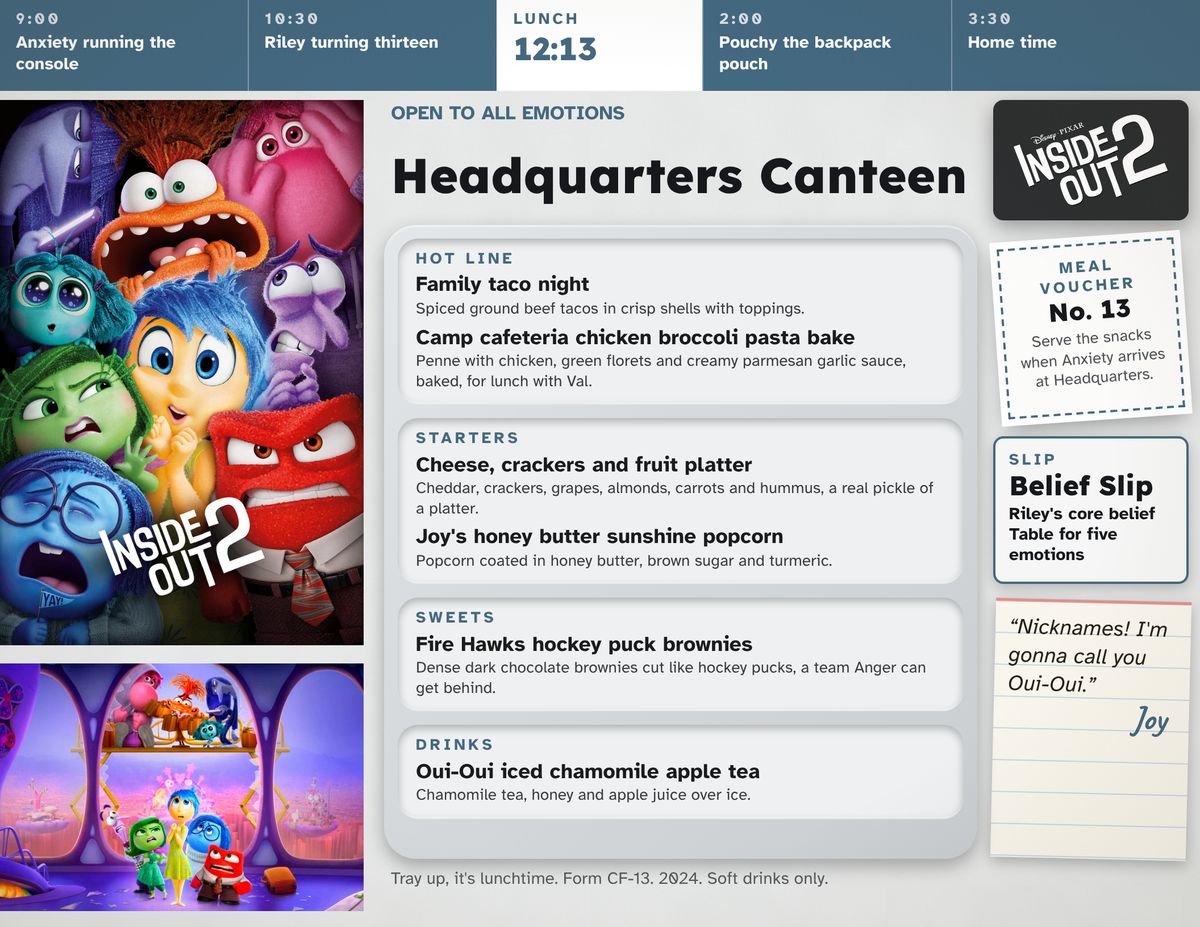 9:00
Anxiety running the
console
10:30
Riley turning thirteen
LUNCH
12:13
2:00
Pouchy the backpack
pouch
3:30
Home time
INSIDE
OUT 2
YAY!
OPEN TO ALL EMOTIONS
Headquarters Canteen
HOT LINE
Family taco night
Spiced ground beef tacos in crisp shells with toppings.
Camp cafeteria chicken broccoli pasta bake
Penne with chicken, green florets and creamy parmesan garlic sauce,
baked, for lunch with Val.
STARTERS
Cheese, crackers and fruit platter
Cheddar, crackers, grapes, almonds, carrots and hummus, a real pickle of
a platter.
Joy's honey butter sunshine popcorn
Popcorn coated in honey butter, brown sugar and turmeric.
SWEETS
Fire Hawks hockey puck brownies
Dense dark chocolate brownies cut like hockey pucks, a team Anger can
get behind.
DRINKS
Oui-Oui iced chamomile apple tea
Chamomile tea, honey and apple juice over ice.
Tray up, it's lunchtime. Form CF-13. 2024. Soft drinks only.
Disney · PIXAR
INSIDE
OUT 2
MEAL
VOUCHER
No. 13
Serve the snacks
when Anxiety arrives
at Headquarters.
SLIP
Belief Slip
Riley's core belief
Table for five
emotions
“Nicknames! I'm
gonna call you
Oui-Oui.”
Joy